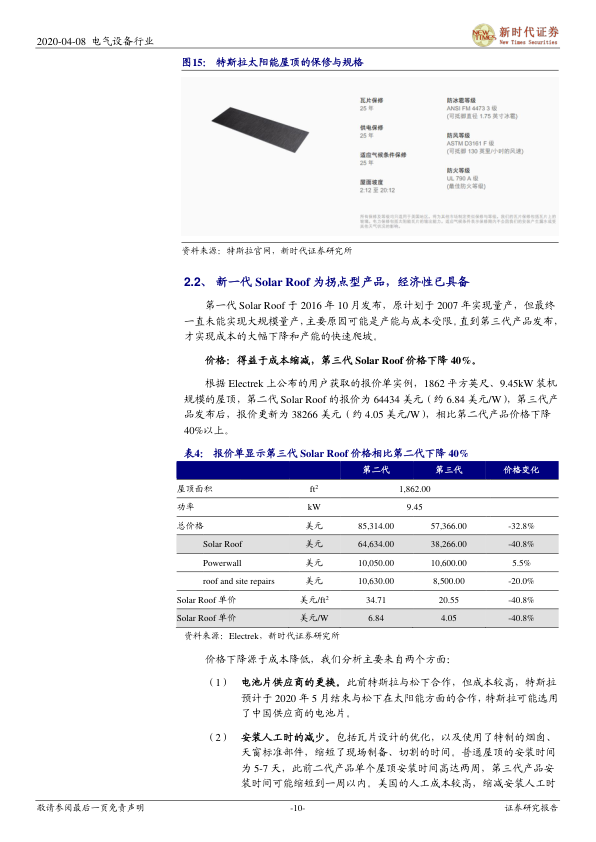 2020-04-08 电气设备行业
新时代证券
New Times Securities
NEW
TIMES
图15： 特斯拉太阳能屋顶的保修与规格
瓦片保修
25 年
供电保修
25 年
适应气候条件保修
25 年
屋面坡度
2:12 至 20:12
防冰雹等级
ANSI FM 4473 3 级
(可抵御直径 1.75 英寸冰雹)
防风等级
ASTM D3161 F 级
(可抵御 130 英里/小时的风速)
防火等级
UL 790 A 级
(最佳防火等级)
资料来源：特斯拉官网、新时代证券研究所
2.2、 新一代 Solar Roof 为拐点型产品，经济性已具备
第一代 Solar Roof 于 2016 年 10 月发布，原计划于 2007 年实现量产，但最终
一直未能实现大规模量产，主要原因可能是产能与成本受限。直到第三代产品发布，
才实现成本的大幅下降和产能的快速爬坡。
价格：得益于成本缩减，第三代 Solar Roof 价格下降 40%。
根据 Electrek 上公布的用户获取的报价单实例，1862 平方英尺、9.45kW 装机
规模的屋顶，第二代 Solar Roof 的报价为 64434 美元（约 6.84 美元/W），第三代产
品发布后，报价更新为 38266 美元（约 4.05 美元/W），相比第二代产品价格下降
40%以上。
表4： 报价单显示第三代 Solar Roof 价格相比第二代下降 40%
第二代 第三代 价格变化
屋顶面积 ft² 1,862.00
功率 kW 9.45
总价格 美元 85,314.00 57,366.00 -32.8%
Solar Roof 美元 64,634.00 38,266.00 -40.8%
Powerwall 美元 10,050.00 10,600.00 5.5%
roof and site repairs 美元 10,630.00 8,500.00 -20.0%
Solar Roof 单价 美元/ft² 34.71 20.55 -40.8%
Solar Roof 单价 美元/W 6.84 4.05 -40.8%
资料来源：Electrek、新时代证券研究所
价格下降源于成本降低，我们分析主要来自两个方面：
（1） 电池片供应商的更换。此前特斯拉与松下合作，但成本较高，特斯拉
预计于 2020 年 5 月结束与松下在太阳能方面的合作，特斯拉可能选用
了中国供应商的电池片。
（2） 安装人工时的减少。包括瓦片设计的优化，以及使用了特制的烟囱、
天窗标准部件，缩短了现场制备、切割的时间。普通屋顶的安装时间
为 5-7 天，此前二代产品单个屋顶安装时间高达两周，第三代产品安
装时间可能缩短到一周以内。美国的人工成本较高，缩减安装人工时
敬请参阅最后一页免责声明 -10- 证券研究报告